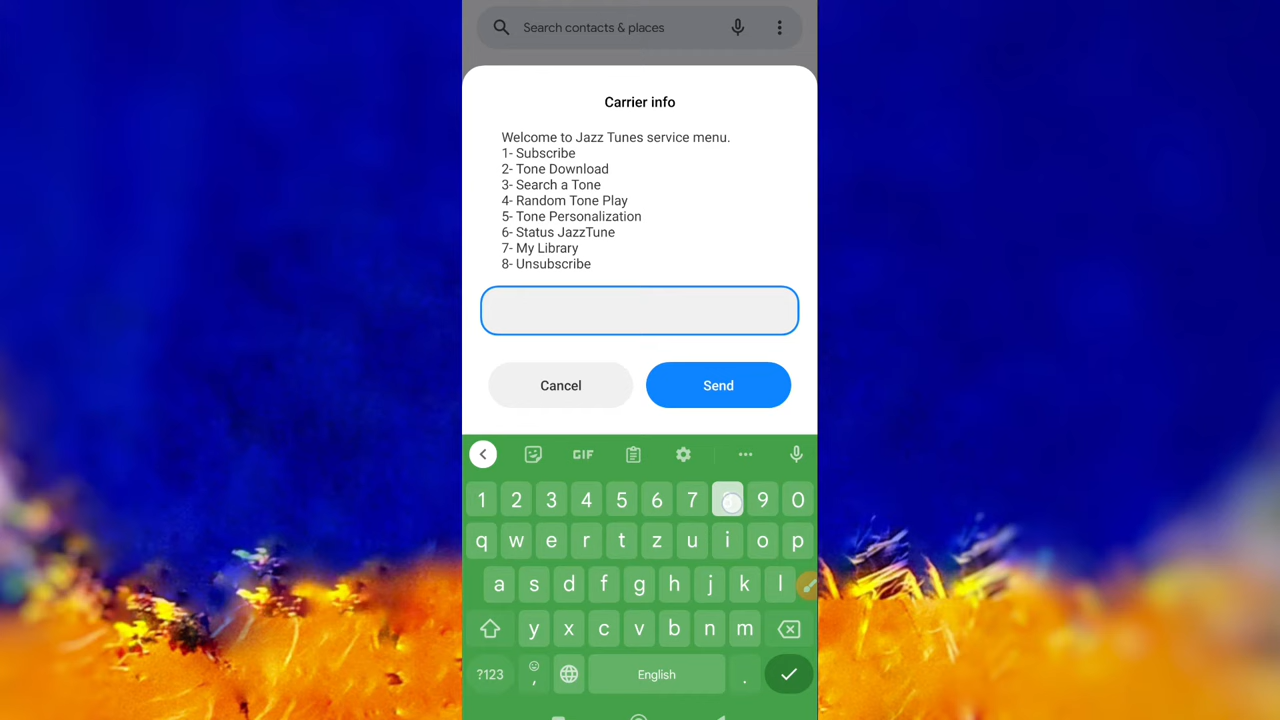 Search contacts & places
Carrier info
Welcome to Jazz Tunes service menu.
1- Subscribe
2- Tone Download
3- Search a Tone
4- Random Tone Play
5- Tone Personalization
6- Status JazzTune
7- My Library
8- Unsubscribe
Cancel Send
GIF
1 2 3 4 5 6 7 9 0
q w e r t z u i o p
a s d f g h j k l
y x c v b n m
?123 , English .